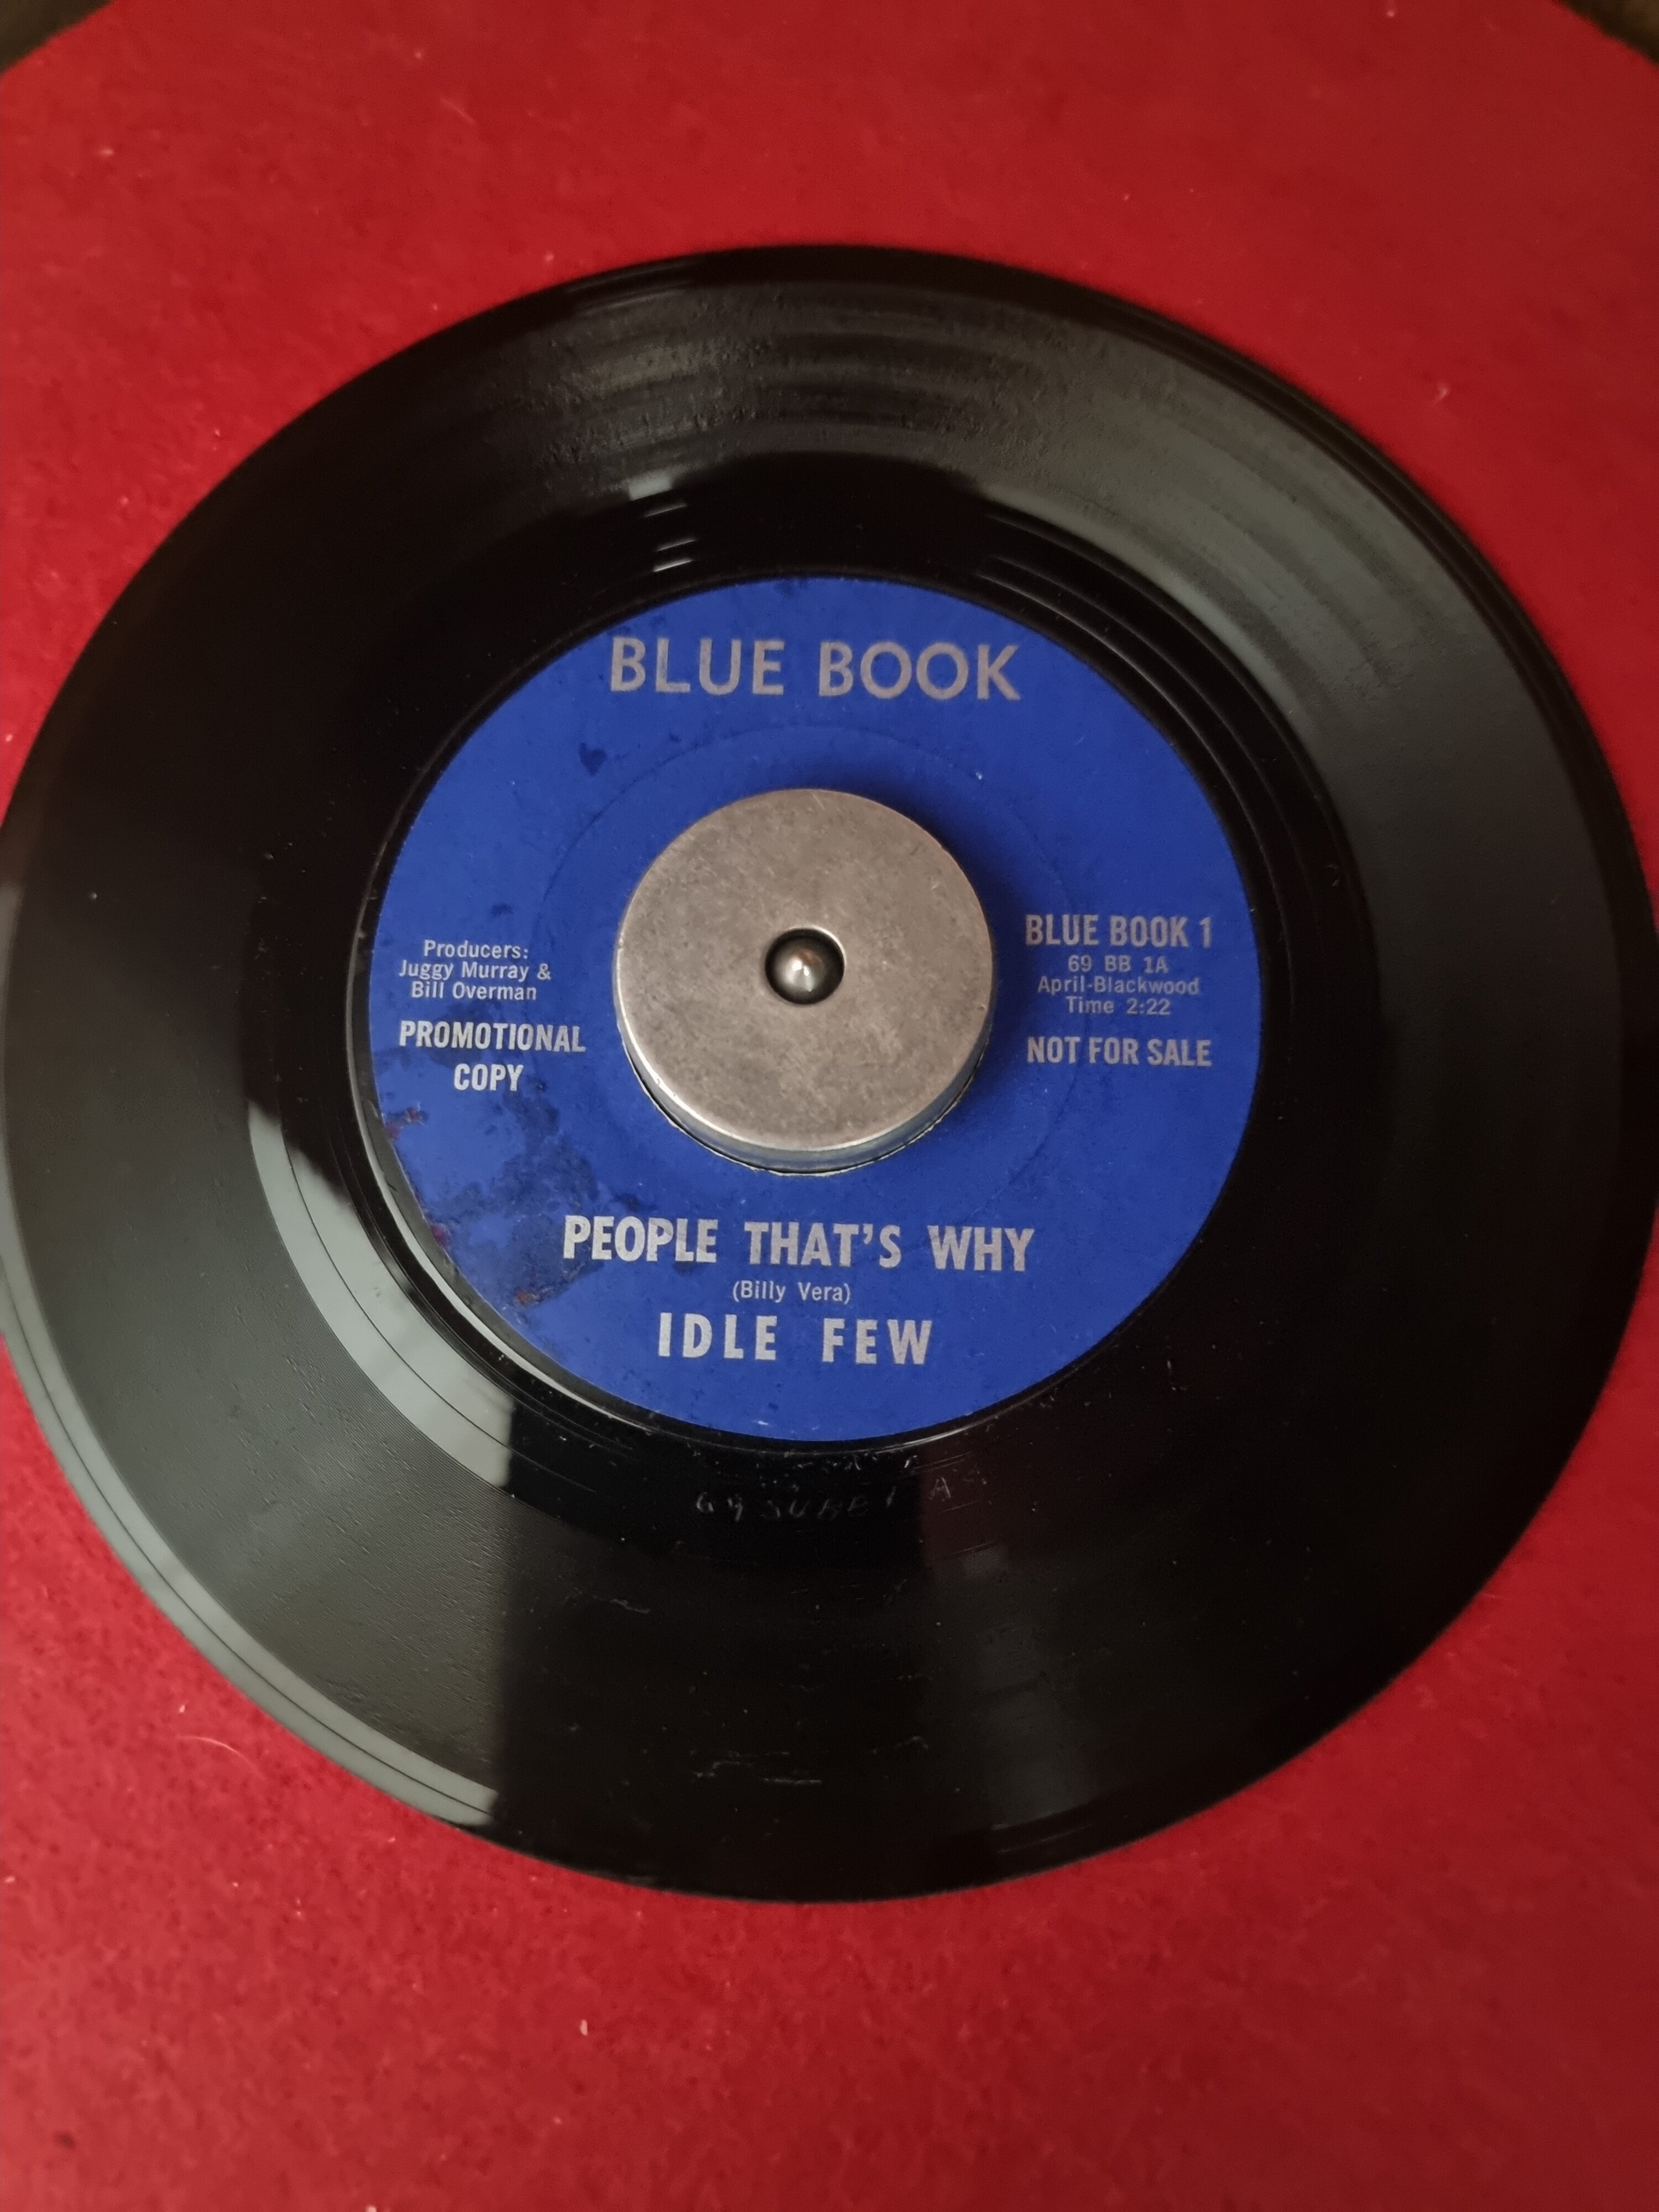 BLUE BOOK
Producers:
Juggy Murray &
Bill Overman
PROMOTIONAL
COPY
BLUE BOOK 1
69 BB 1A
April-Blackwood
Time 2:22
NOT FOR SALE
PEOPLE THAT'S WHY
(Billy Vera)
IDLE FEW